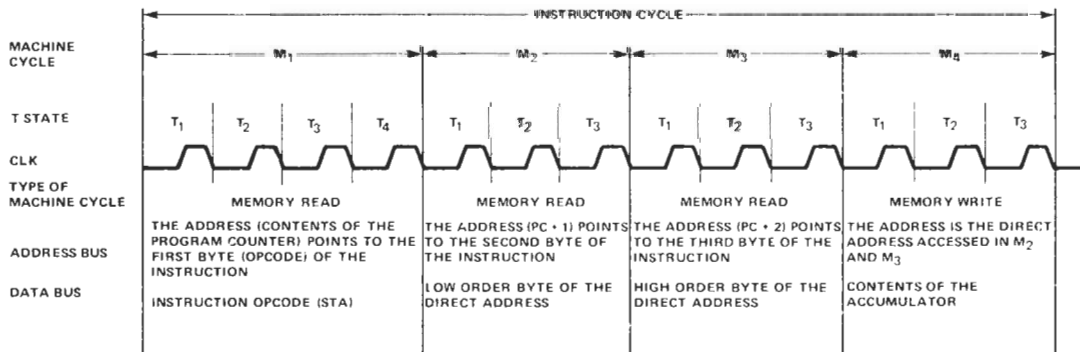 INSTRUCTION CYCLE
MACHINE
CYCLE
M1 M2 M3 M4
T STATE T1 T2 T3 T4 T1 T2 T3 T1 T2 T3 T1 T2 T3
CLK
TYPE OF
MACHINE CYCLE
MEMORY READ
MEMORY READ
MEMORY READ
MEMORY WRITE
ADDRESS BUS
THE ADDRESS (CONTENTS OF THE
PROGRAM COUNTER) POINTS TO THE
FIRST BYTE (OPCODE) OF THE
INSTRUCTION
THE ADDRESS (PC + 1) POINTS
TO THE SECOND BYTE OF
THE INSTRUCTION
THE ADDRESS (PC + 2) POINTS
TO THE THIRD BYTE OF THE
INSTRUCTION
THE ADDRESS IS THE DIRECT
ADDRESS ACCESSED IN M2
AND M3
DATA BUS
INSTRUCTION OPCODE (STA)
LOW ORDER BYTE OF THE
DIRECT ADDRESS
HIGH ORDER BYTE OF THE
DIRECT ADDRESS
CONTENTS OF THE
ACCUMULATOR